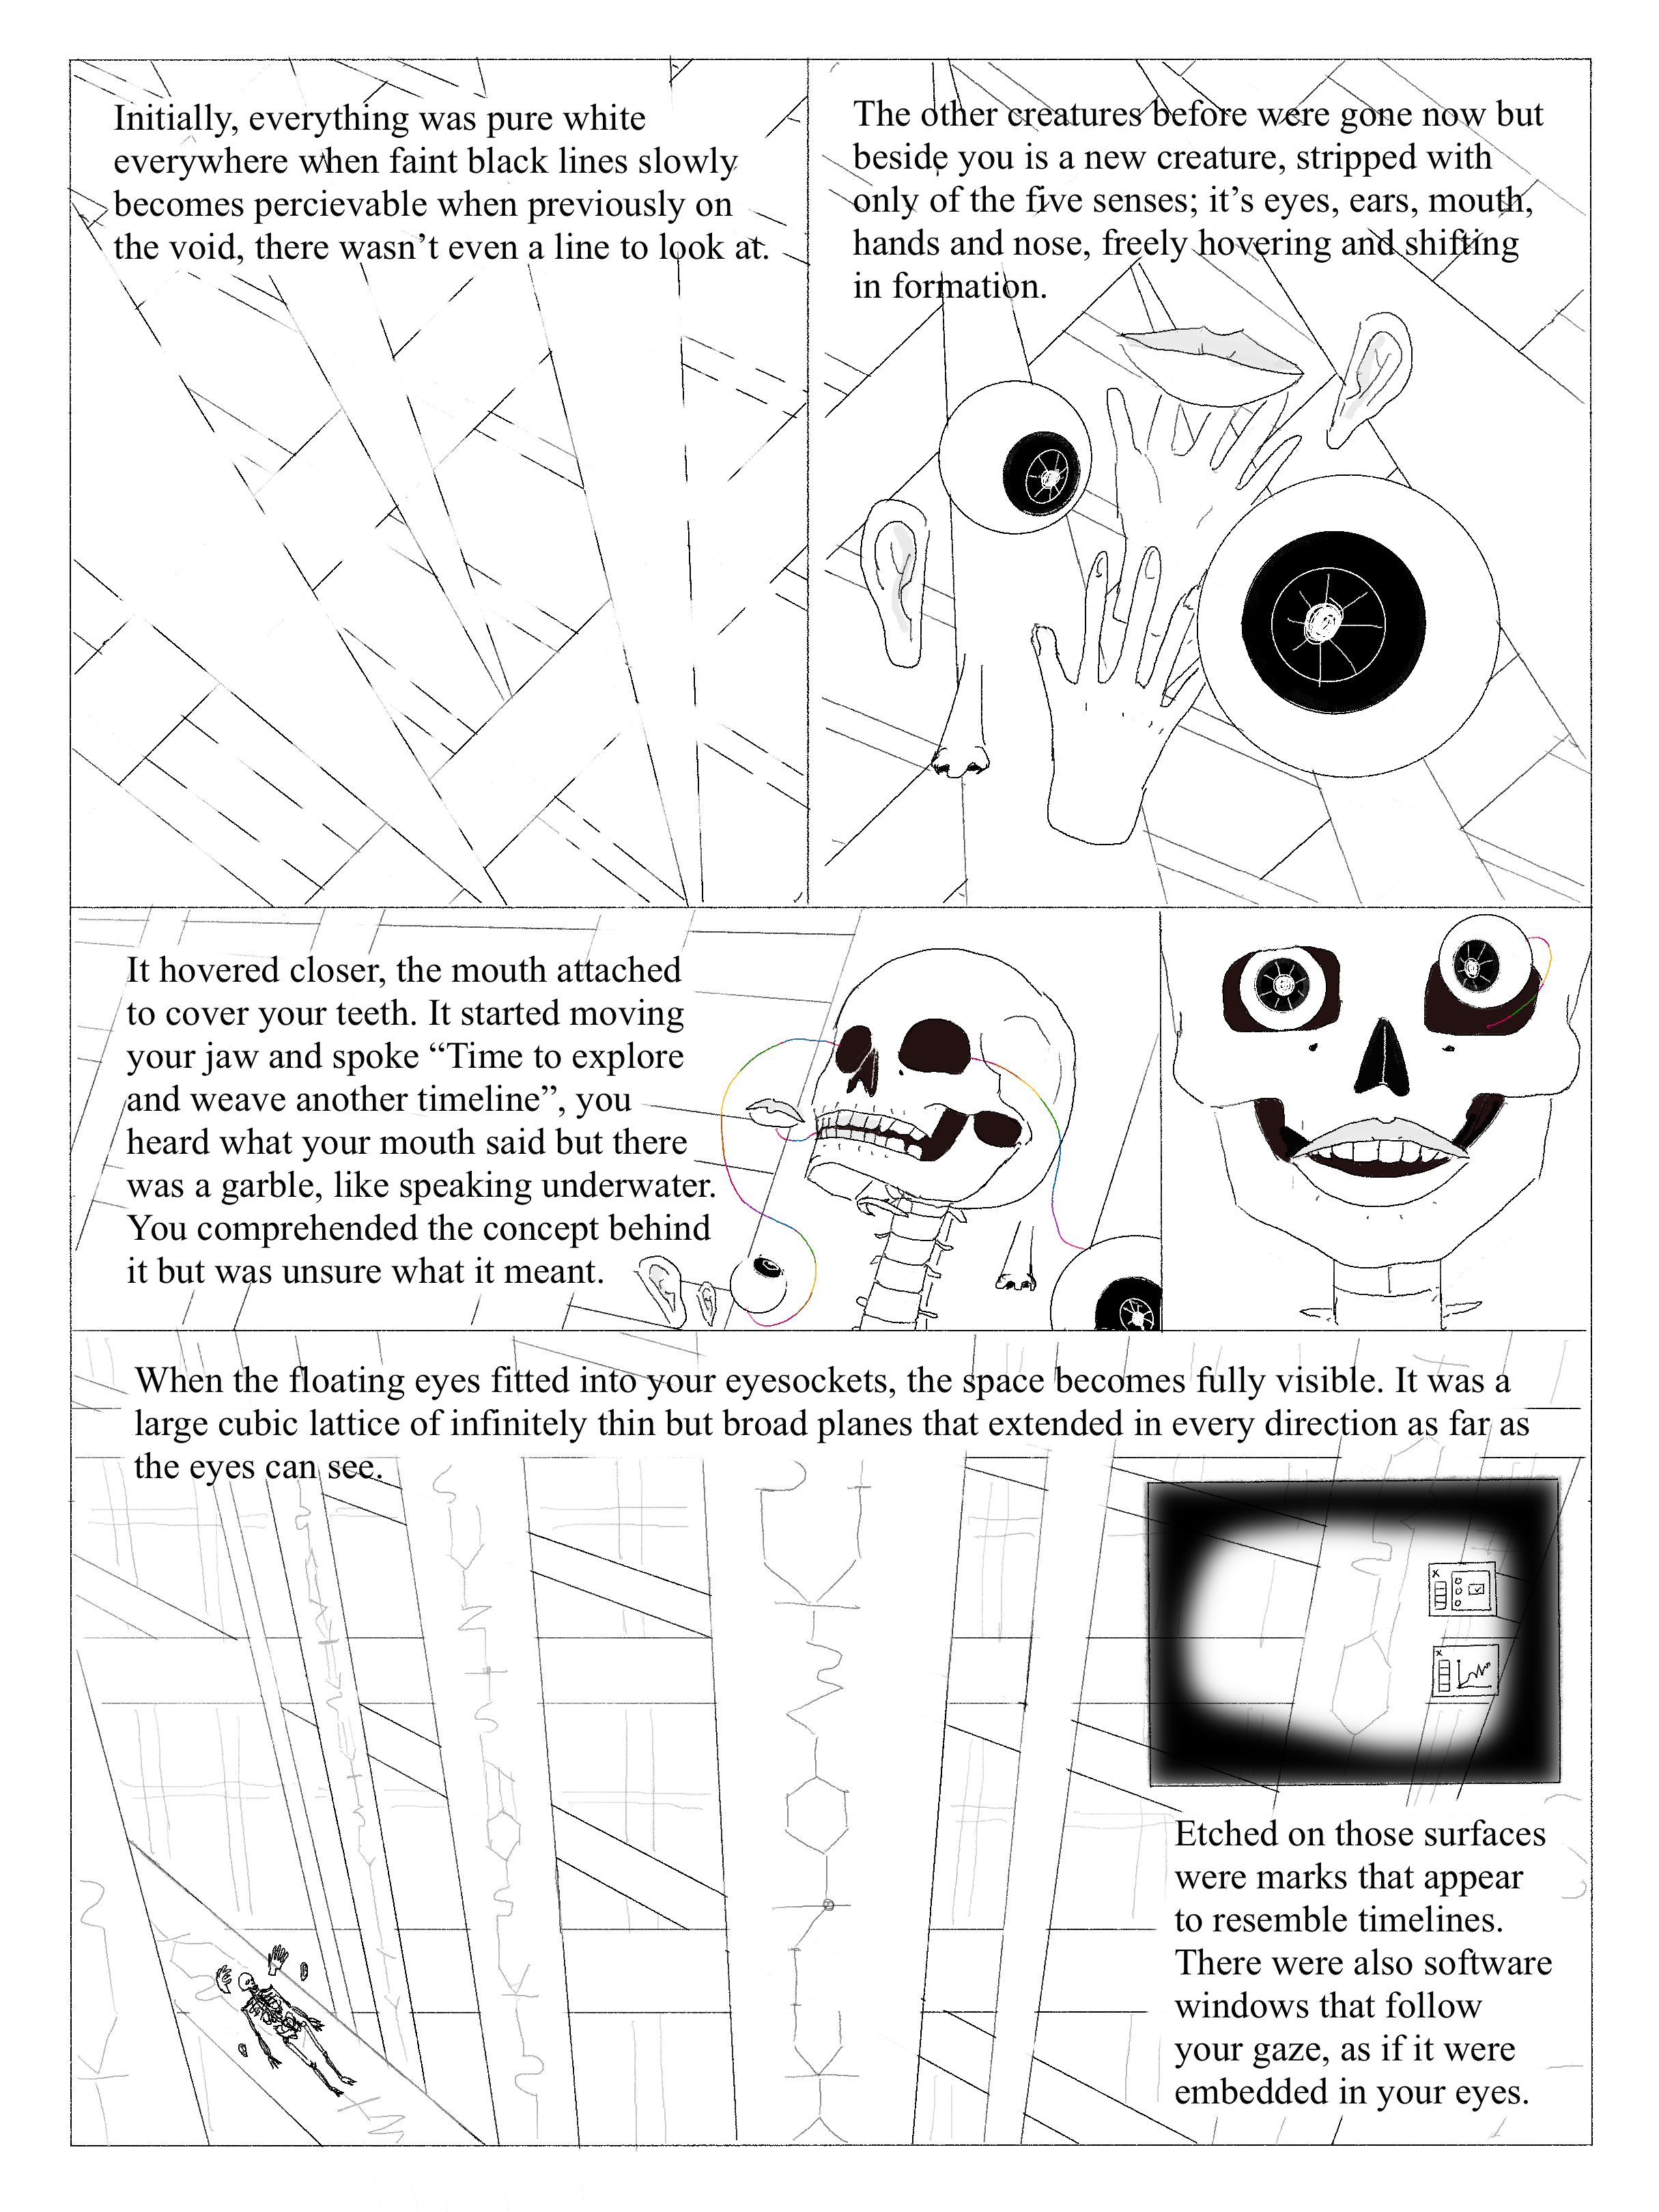 Initially, everything was pure white
everywhere when faint black lines slowly
becomes percievable when previously on
the void, there wasn’t even a line to look at.
The other creatures before were gone now but
beside you is a new creature, stripped with
only of the five senses; it’s eyes, ears, mouth,
hands and nose, freely hovering and shifting
in formation.
It hovered closer, the mouth attached
to cover your teeth. It started moving
your jaw and spoke “Time to explore
and weave another timeline”, you
heard what your mouth said but there
was a garble, like speaking underwater.
You comprehended the concept behind
it but was unsure what it meant.
When the floating eyes fitted into your eyesockets, the space becomes fully visible. It was a
large cubic lattice of infinitely thin but broad planes that extended in every direction as far as
the eyes can see.
x
x
Etched on those surfaces
were marks that appear
to resemble timelines.
There were also software
windows that follow
your gaze, as if it were
embedded in your eyes.